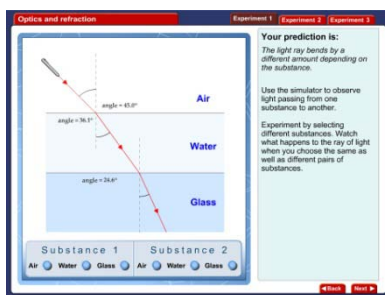 Optics and refraction
Experiment 1
Experiment 2
Experiment 3
Your prediction is:
The light ray bends by a
different amount depending on
the substance.
Use the simulator to observe
light passing from one
substance to another.
Experiment by selecting
different substances. Watch
what happens to the ray of light
when you choose the same as
well as different pairs of
substances.
angle = 45.0°
Air
angle = 36.1°
Water
angle = 24.6°
Glass
Substance 1
Substance 2
Air
Water
Glass
Air
Water
Glass
Back
Next